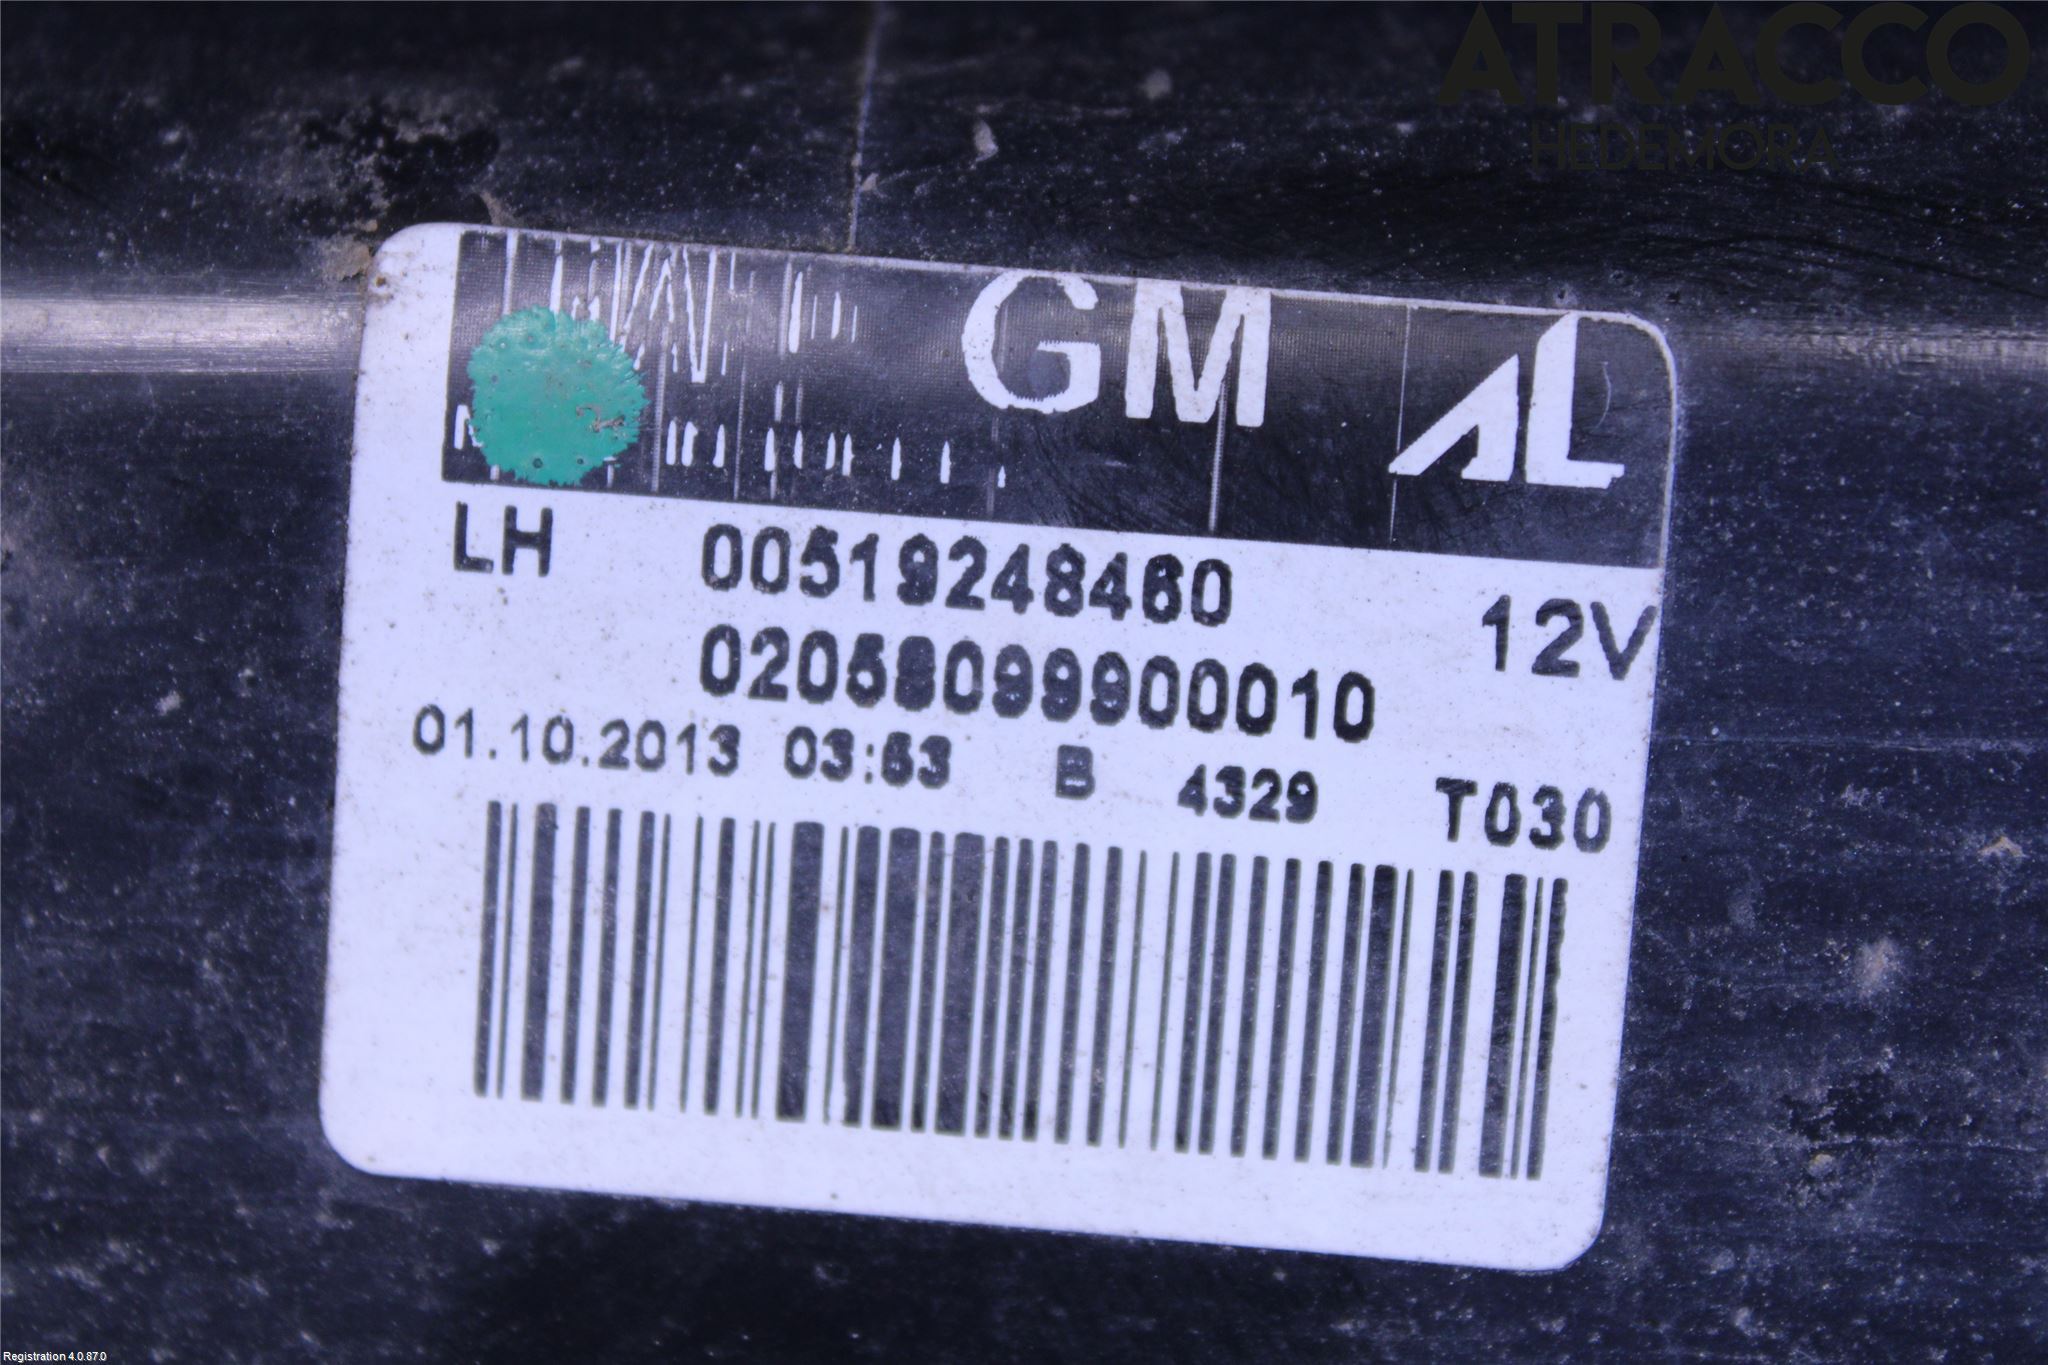 ATRACCO
HEDEMORA
GM AL
LH 00519248460 12V
02058099900010
01.10.2013 03:53 B 4329 T030
Registration 4.0.87.0